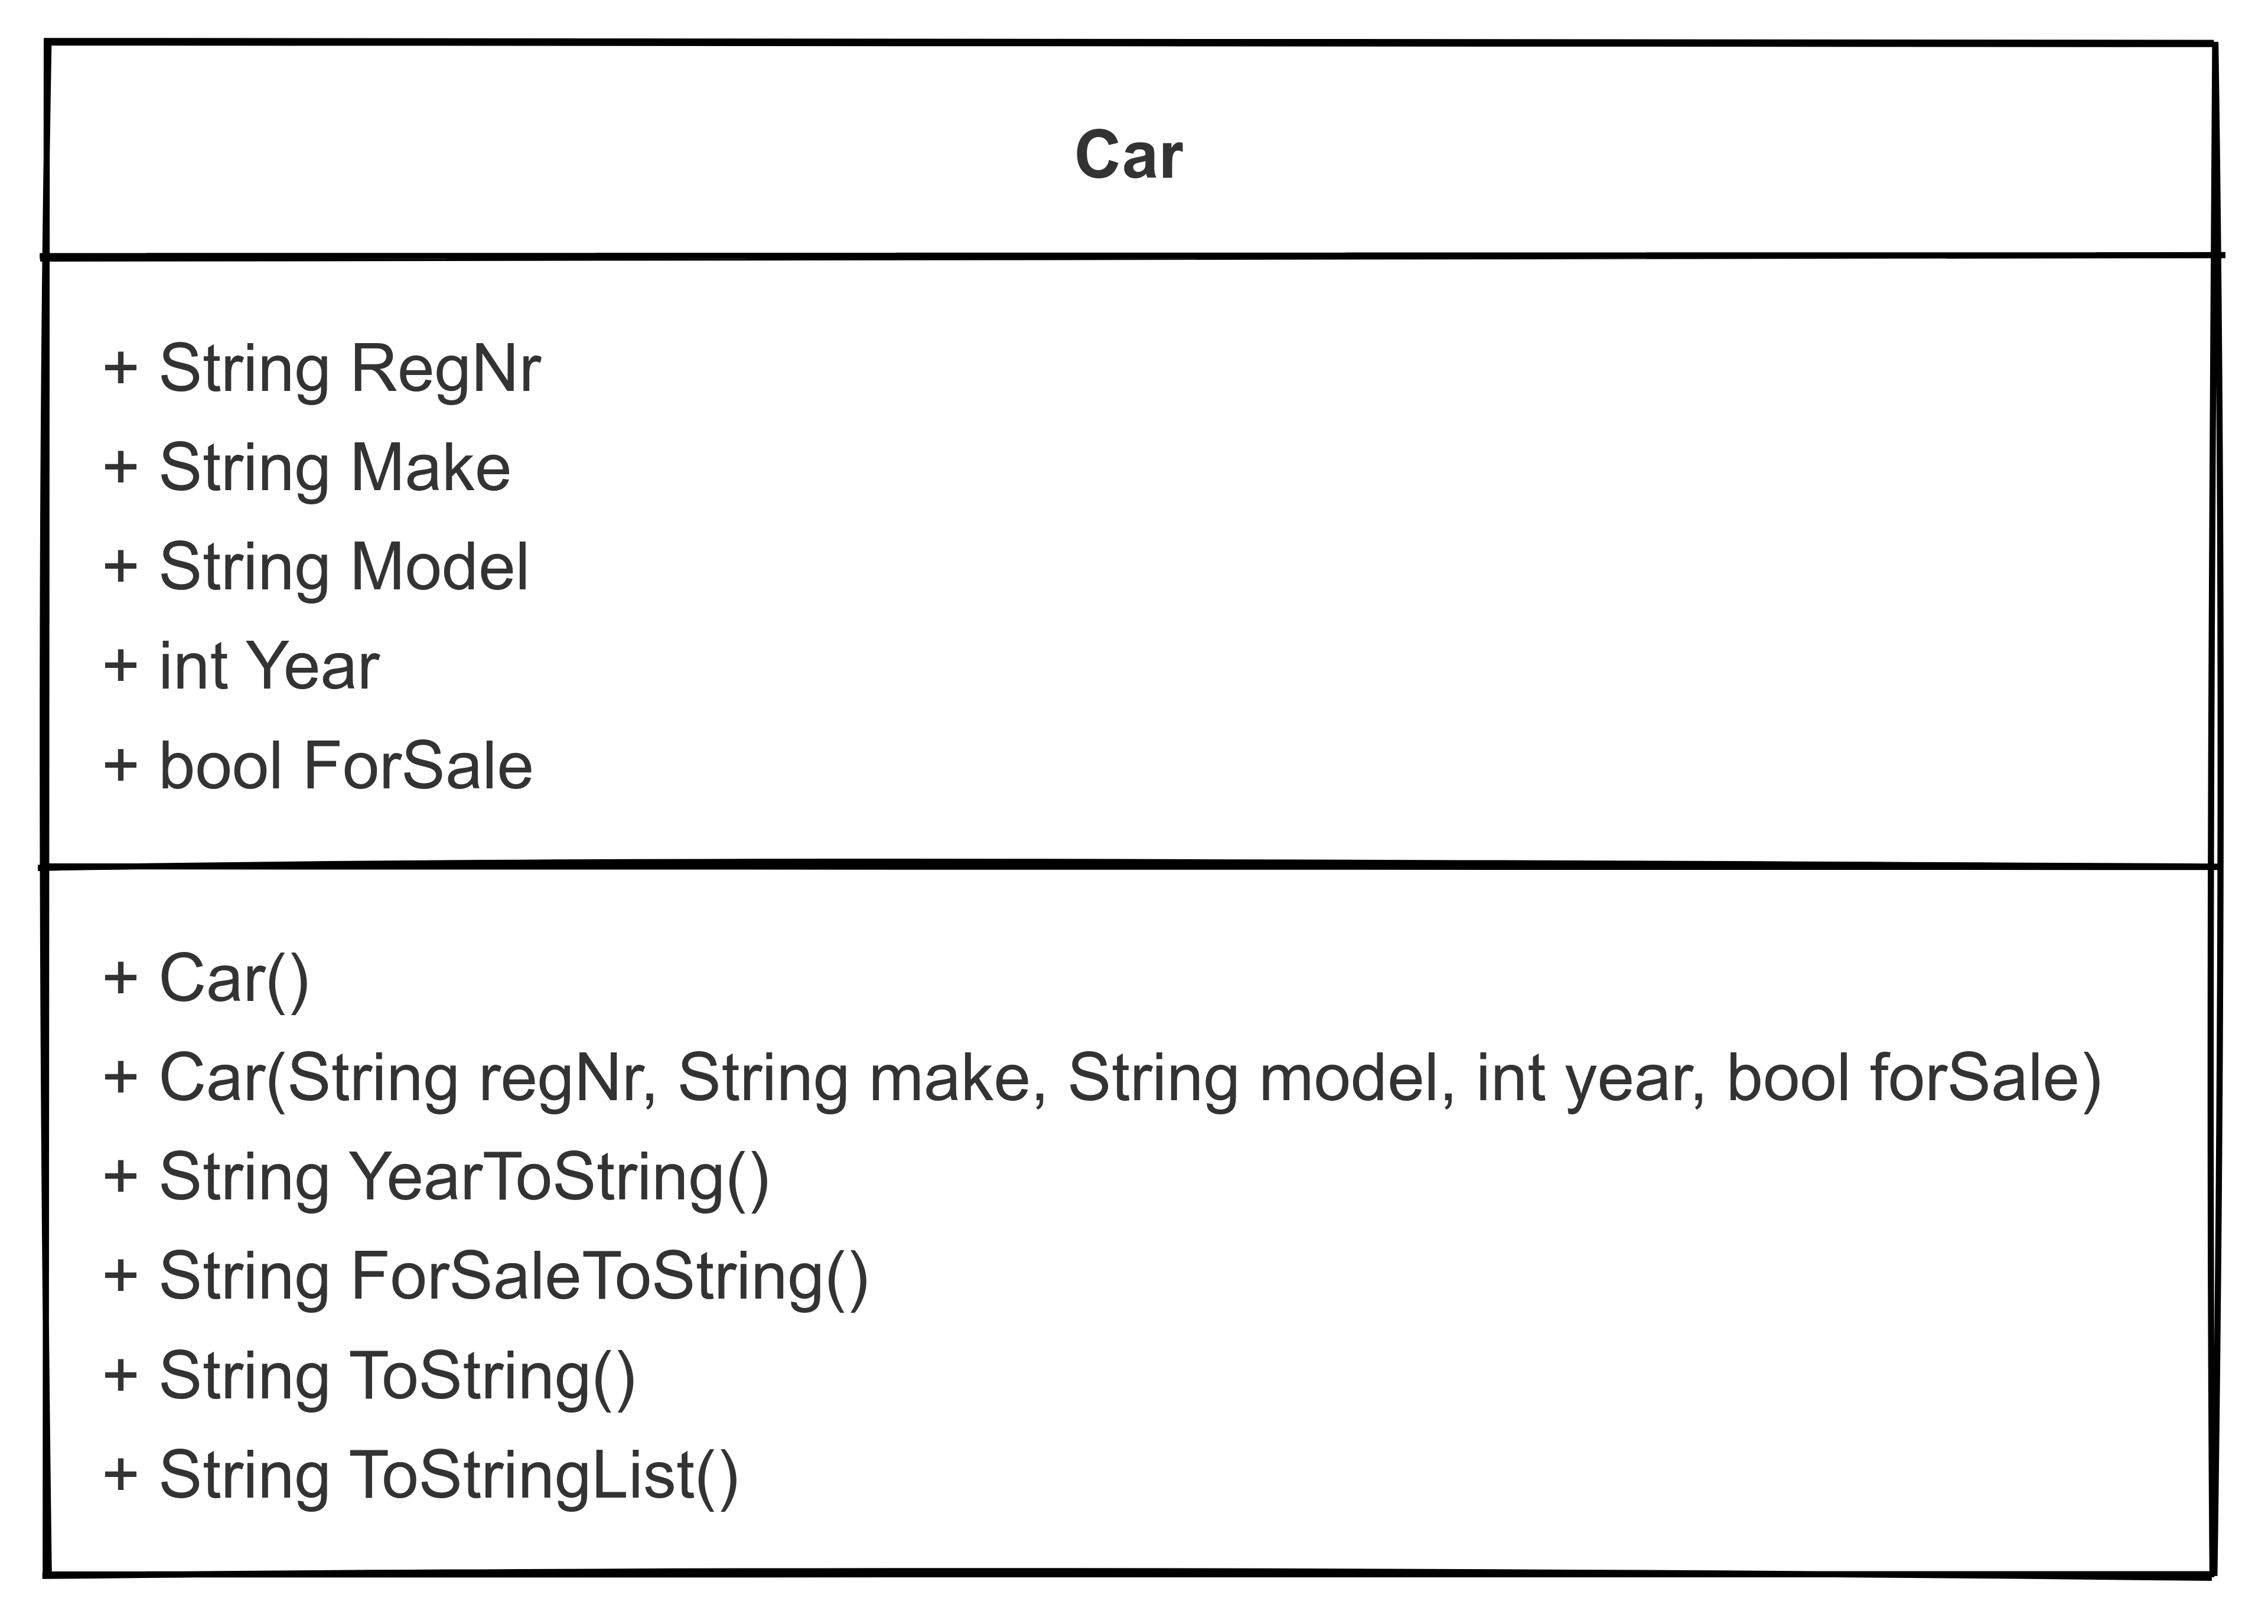 Car
+ String RegNr
+ String Make
+ String Model
+ int Year
+ bool ForSale
+ Car()
+ Car(String regNr, String make, String model, int year, bool forSale)
+ String YearToString()
+ String ForSaleToString()
+ String ToString()
+ String ToStringList()